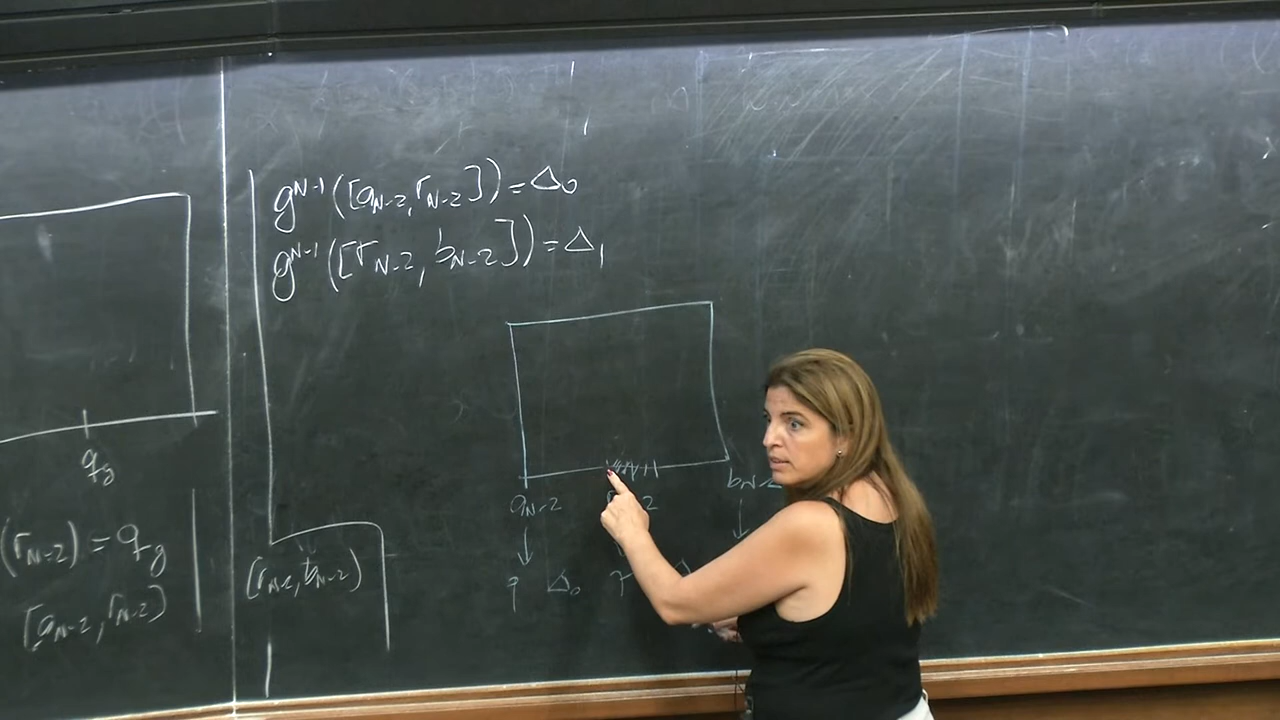 g^{N-1}([a_{N-2}, r_{N-2}]) = Δ_0
g^{N-1}([r_{N-2}, b_{N-2}]) = Δ_1
q_g
(r_{N-2}) = q_g
[a_{N-2}, r_{N-2})
(r_{N-2}, b_{N-2})
a_{N-2} b_{N-2}
↓ ↓
Δ_0